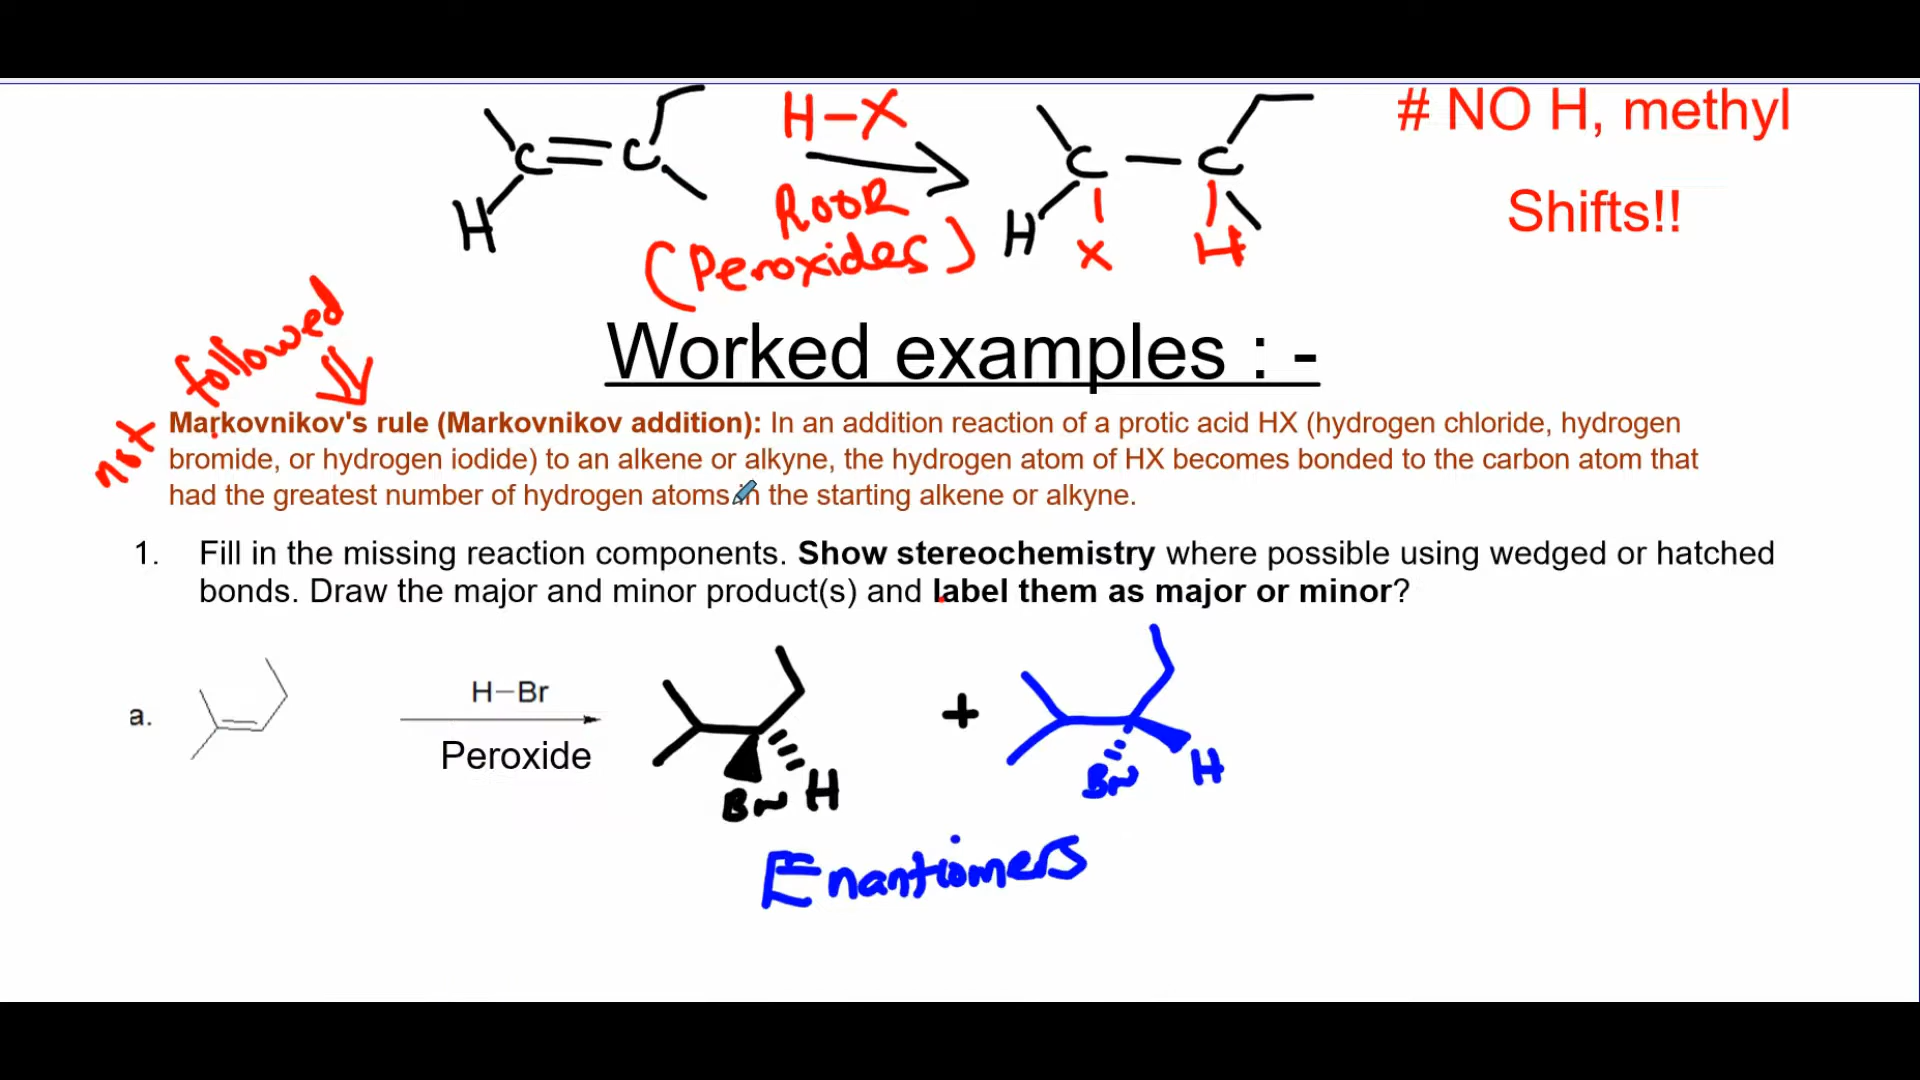 C=C
H
H-X
ROOR
(Peroxides)
C-C
H X H
# NO H, methyl
Shifts!!
Worked examples : -
not followed
Markovnikov's rule (Markovnikov addition): In an addition reaction of a protic acid HX (hydrogen chloride, hydrogen
bromide, or hydrogen iodide) to an alkene or alkyne, the hydrogen atom of HX becomes bonded to the carbon atom that
had the greatest number of hydrogen atoms in the starting alkene or alkyne.
1. Fill in the missing reaction components. Show stereochemistry where possible using wedged or hatched
bonds. Draw the major and minor product(s) and label them as major or minor?
a.
H-Br
Peroxide
Br H
+
Br H
Enantiomers